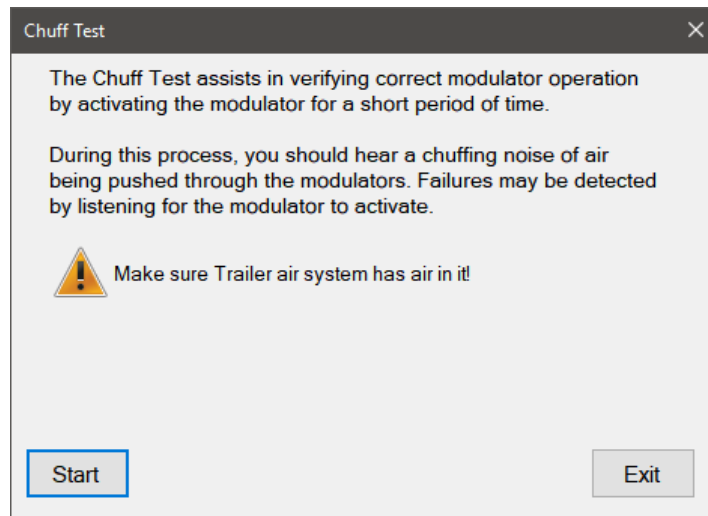 Chuff Test
The Chuff Test assists in verifying correct modulator operation
by activating the modulator for a short period of time.
During this process, you should hear a chuffing noise of air
being pushed through the modulators. Failures may be detected
by listening for the modulator to activate.
Make sure Trailer air system has air in it!
Start
Exit